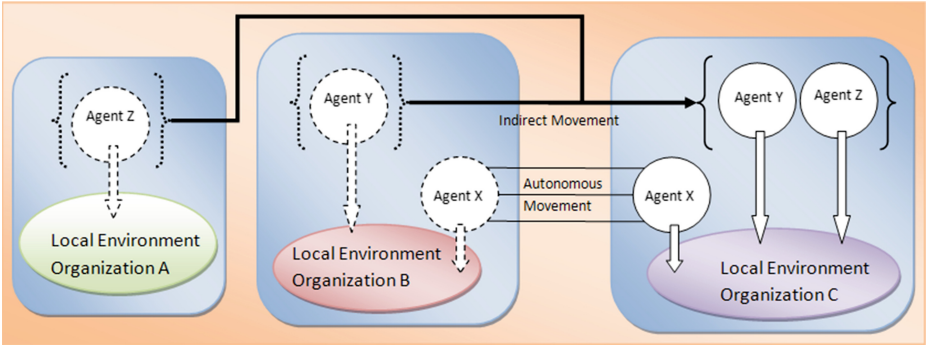 Agent Z
Local Environment
Organization A
Agent Y
Agent X
Local Environment
Organization B
Indirect Movement
Autonomous
Movement
Agent Y
Agent Z
Agent X
Local Environment
Organization C